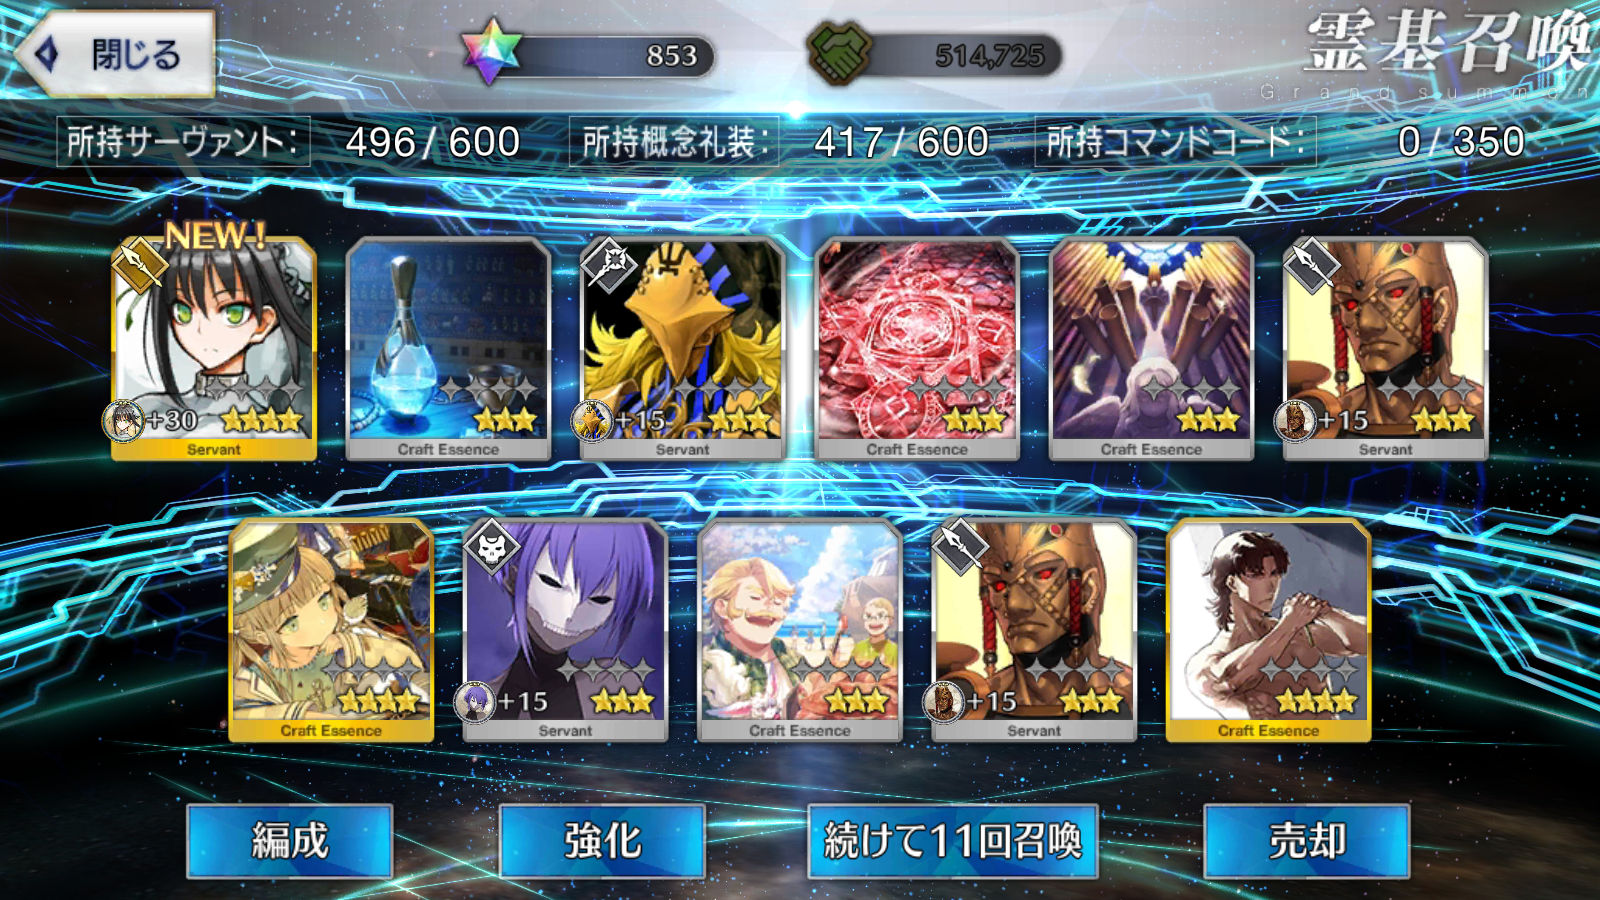 閉じる
853
514,725
霊基召喚
Grand summon
所持サーヴァント: 496/600
所持概念礼装: 417/600
所持コマンドコード: 0/350
NEW!
+30
+15
+15
Servant
Craft Essence
Servant
Craft Essence
Craft Essence
Servant
+15
+15
Craft Essence
Servant
Craft Essence
Servant
Craft Essence
編成
強化
続けて11回召喚
売却